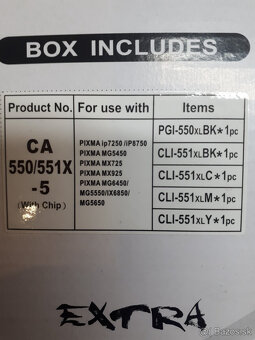 BOX INCLUDES
Product No. For use with Items
CA
550/551X
-5
(With Chip)
PIXMA ip7250 /iP8750
PIXMA MG5450
PIXMA MX725
PIXMA MX925
PIXMA MG6450/
MG5550/IX6850/
MG5650
PGI-550XLBK*1pc
CLI-551XLBK*1pc
CLI-551XLC*1pc
CLI-551XLM*1pc
CLI-551XLY*1pc
EXTRA
bazar.sk